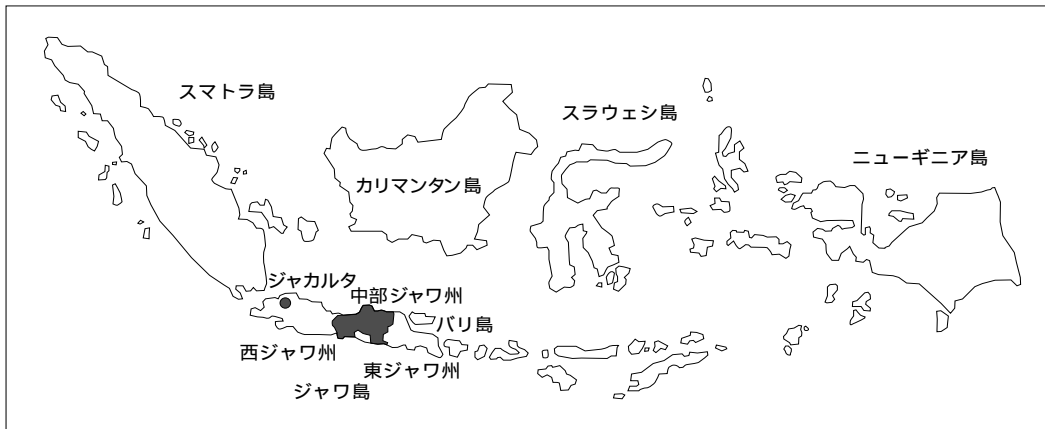 スマトラ島
スラウェシ島
ニューギニア島
カリマンタン島
ジャカルタ
中部ジャワ州
バリ島
西ジャワ州
東ジャワ州
ジャワ島